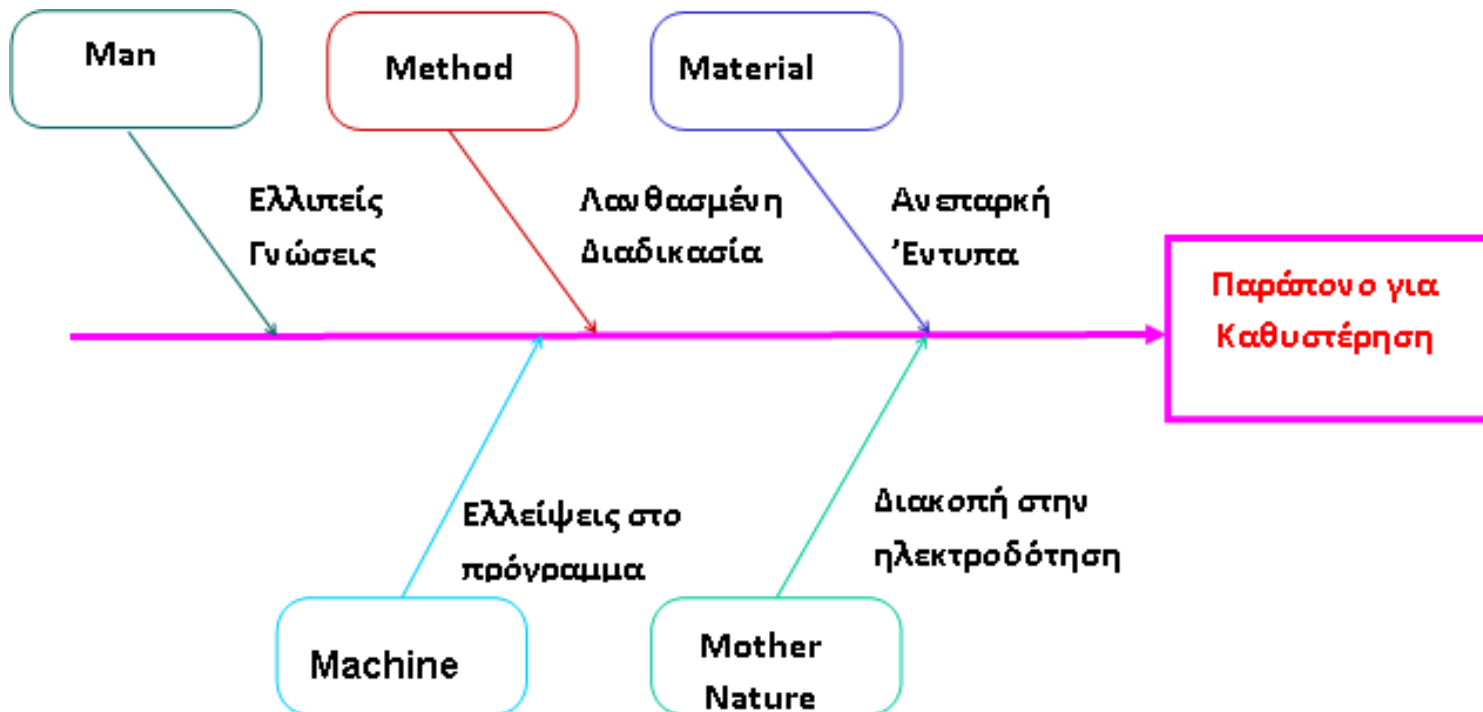 Man
Method
Material
Ελλιπείς
Γνώσεις
Λανθασμένη
Διαδικασία
Ανεπαρκή
Έντυπα
Παράπονο για
Καθυστέρηση
Ελλείψεις στο
πρόγραμμα
Διακοπή στην
ηλεκτροδότηση
Machine
Mother
Nature